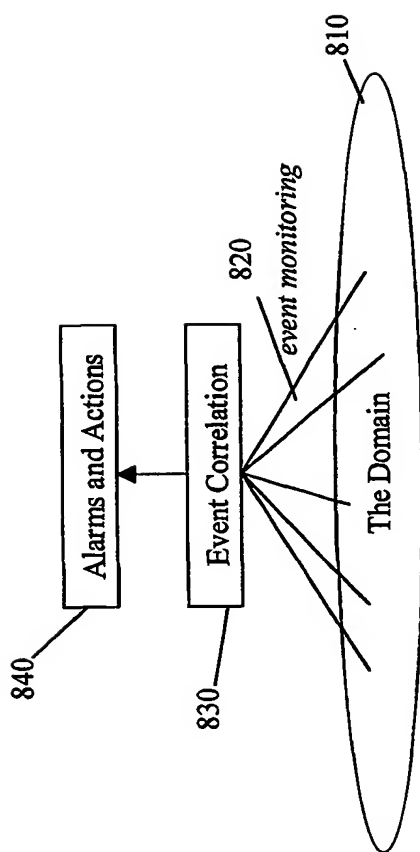 840
Alarms and Actions
830
Event Correlation
820
event monitoring
810
The Domain